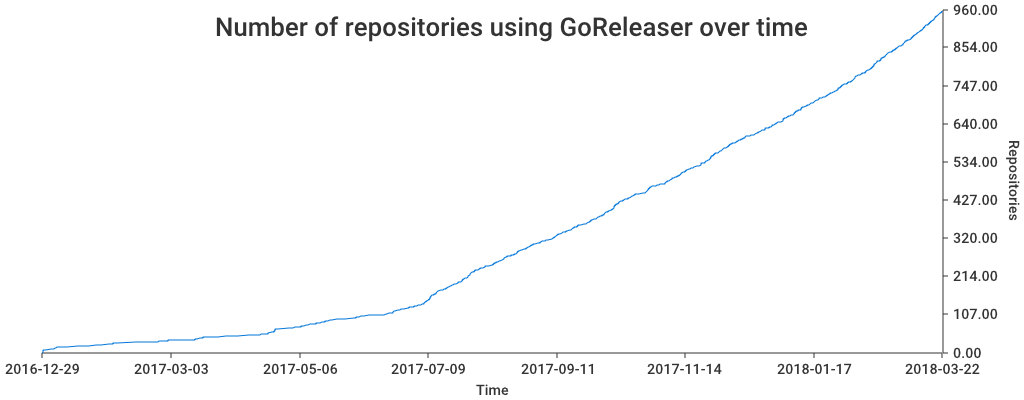 Number of repositories using GoReleaser over time
960.00
854.00
747.00
640.00
534.00
427.00
320.00
214.00
107.00
0.00
Repositories
2016-12-29 2017-03-03 2017-05-06 2017-07-09 2017-09-11 2017-11-14 2018-01-17 2018-03-22
Time